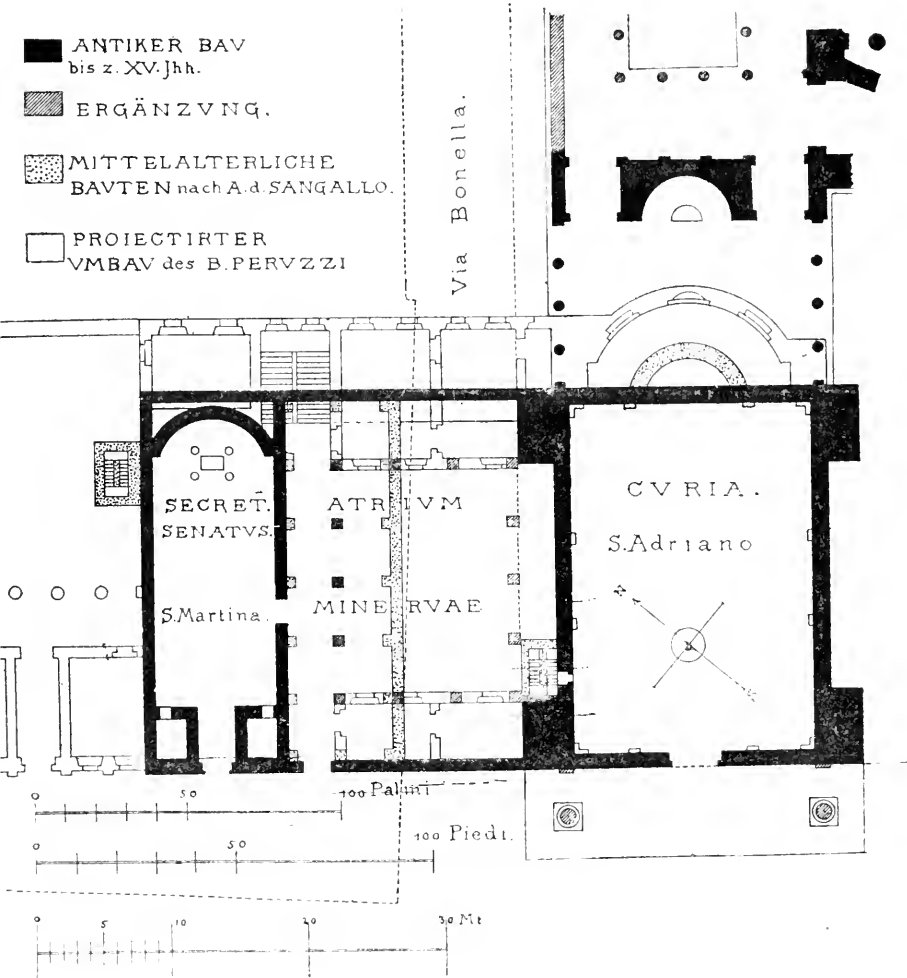 ANTIKER BAV
bis z. XV. Jhh.
ERGÄNZVNG.
MITTELALTERLICHE
BAVTEN nach A. d. SANGALLO.
PROIECTIRTER
VMBAV des B. PERVZZI
Via Bonella.
SECRET.
SENATVS.
S. Martina.
ATRIVM
MINERVAE
CVRIA.
S. Adriano
N
0 50 100 Palmi
0 50 100 Piedi.
0 5 10 20 30 Mt